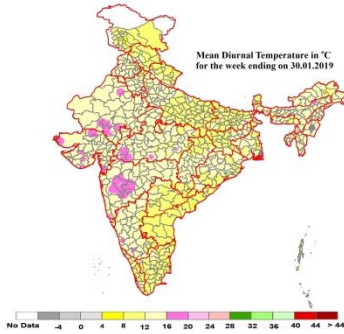 Mean Diurnal Temperature in °C
for the week ending on 30.01.2019
No Data -4 0 4 8 12 16 20 24 28 32 36 40 44 > 44